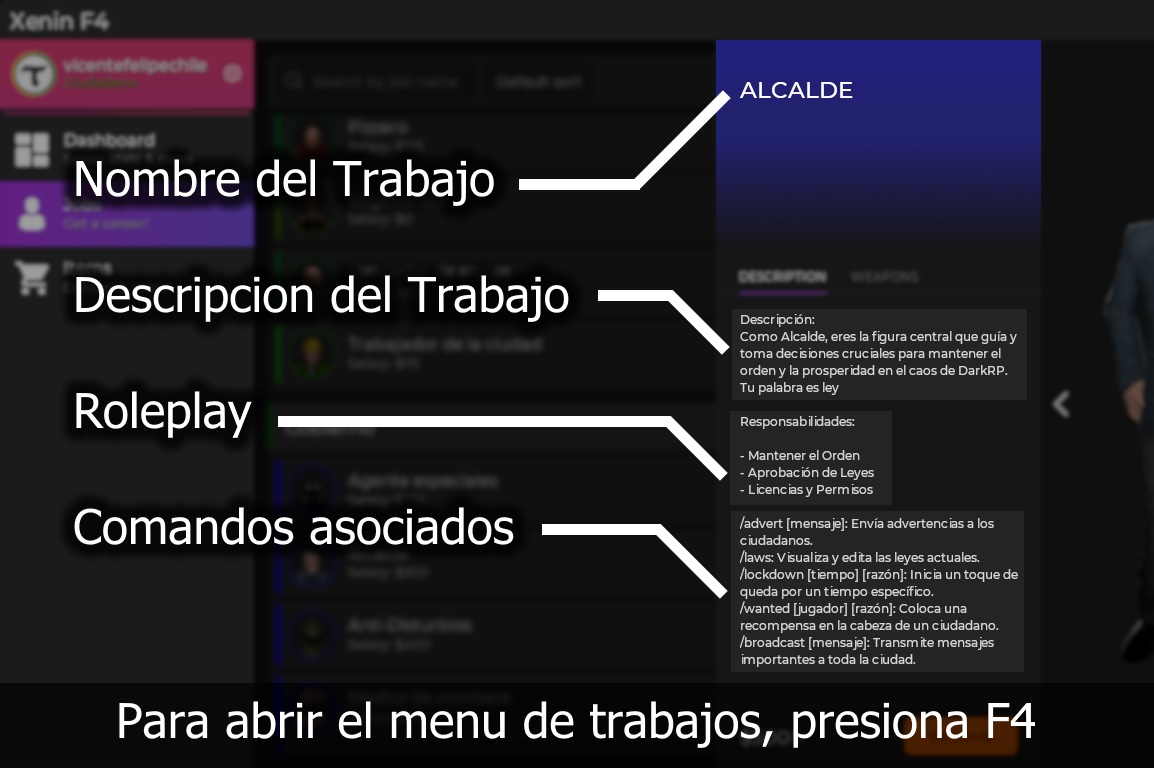 Xenin F4
vicentefelipechile
Ciudadano
Search by job name
Default sort
ALCALDE
Pizzero
Dashboard
Nombre del Trabajo
Jobs
Get a career!
Items
DESCRIPTION
WEAPONS
Descripcion del Trabajo
Descripción:
Como Alcalde, eres la figura central que guía y
toma decisiones cruciales para mantener el
orden y la prosperidad en el caos de DarkRP.
Tu palabra es ley
Trabajador de la ciudad
Roleplay
Responsabilidades:
- Mantener el Orden
- Aprobación de Leyes
- Licencias y Permisos
Agente especiales
Comandos asociados
/advert [mensaje]: Envía advertencias a los
ciudadanos.
/laws: Visualiza y edita las leyes actuales.
/lockdown [tiempo] [razón]: Inicia un toque de
queda por un tiempo específico.
/wanted [jugador] [razón]: Coloca una
recompensa en la cabeza de un ciudadano.
/broadcast [mensaje]: Transmite mensajes
importantes a toda la ciudad.
Anti-Disturbios
Para abrir el menu de trabajos, presiona F4